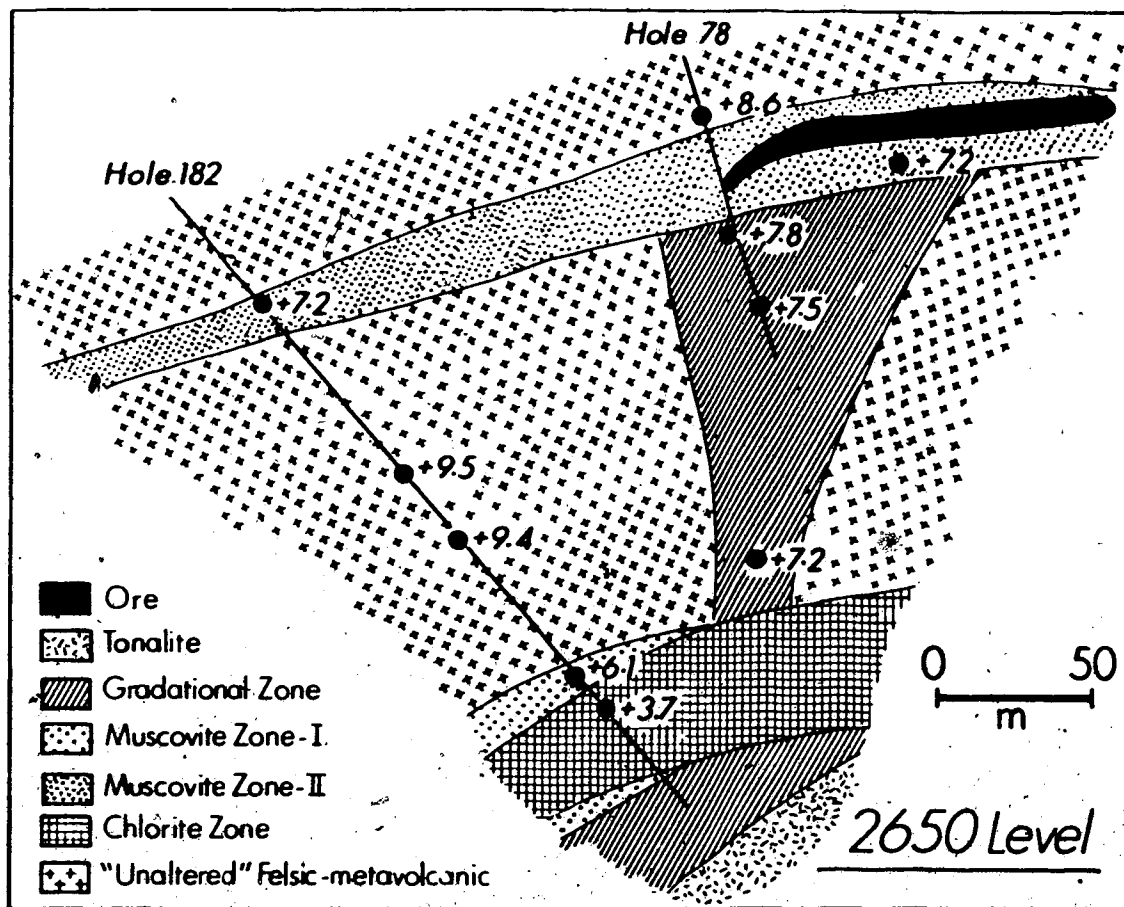 Hole 78
+8.6
+7.2
Hole 182
+7.8
+7.2
+7.5
+9.5
+9.4
+7.2
Ore
Tonalite
+6.1
0 50
Gradational Zone
+3.7
m
Muscovite Zone-I
Muscovite Zone-II
Chlorite Zone
2650 Level
"Unaltered" Felsic-metavolcanic